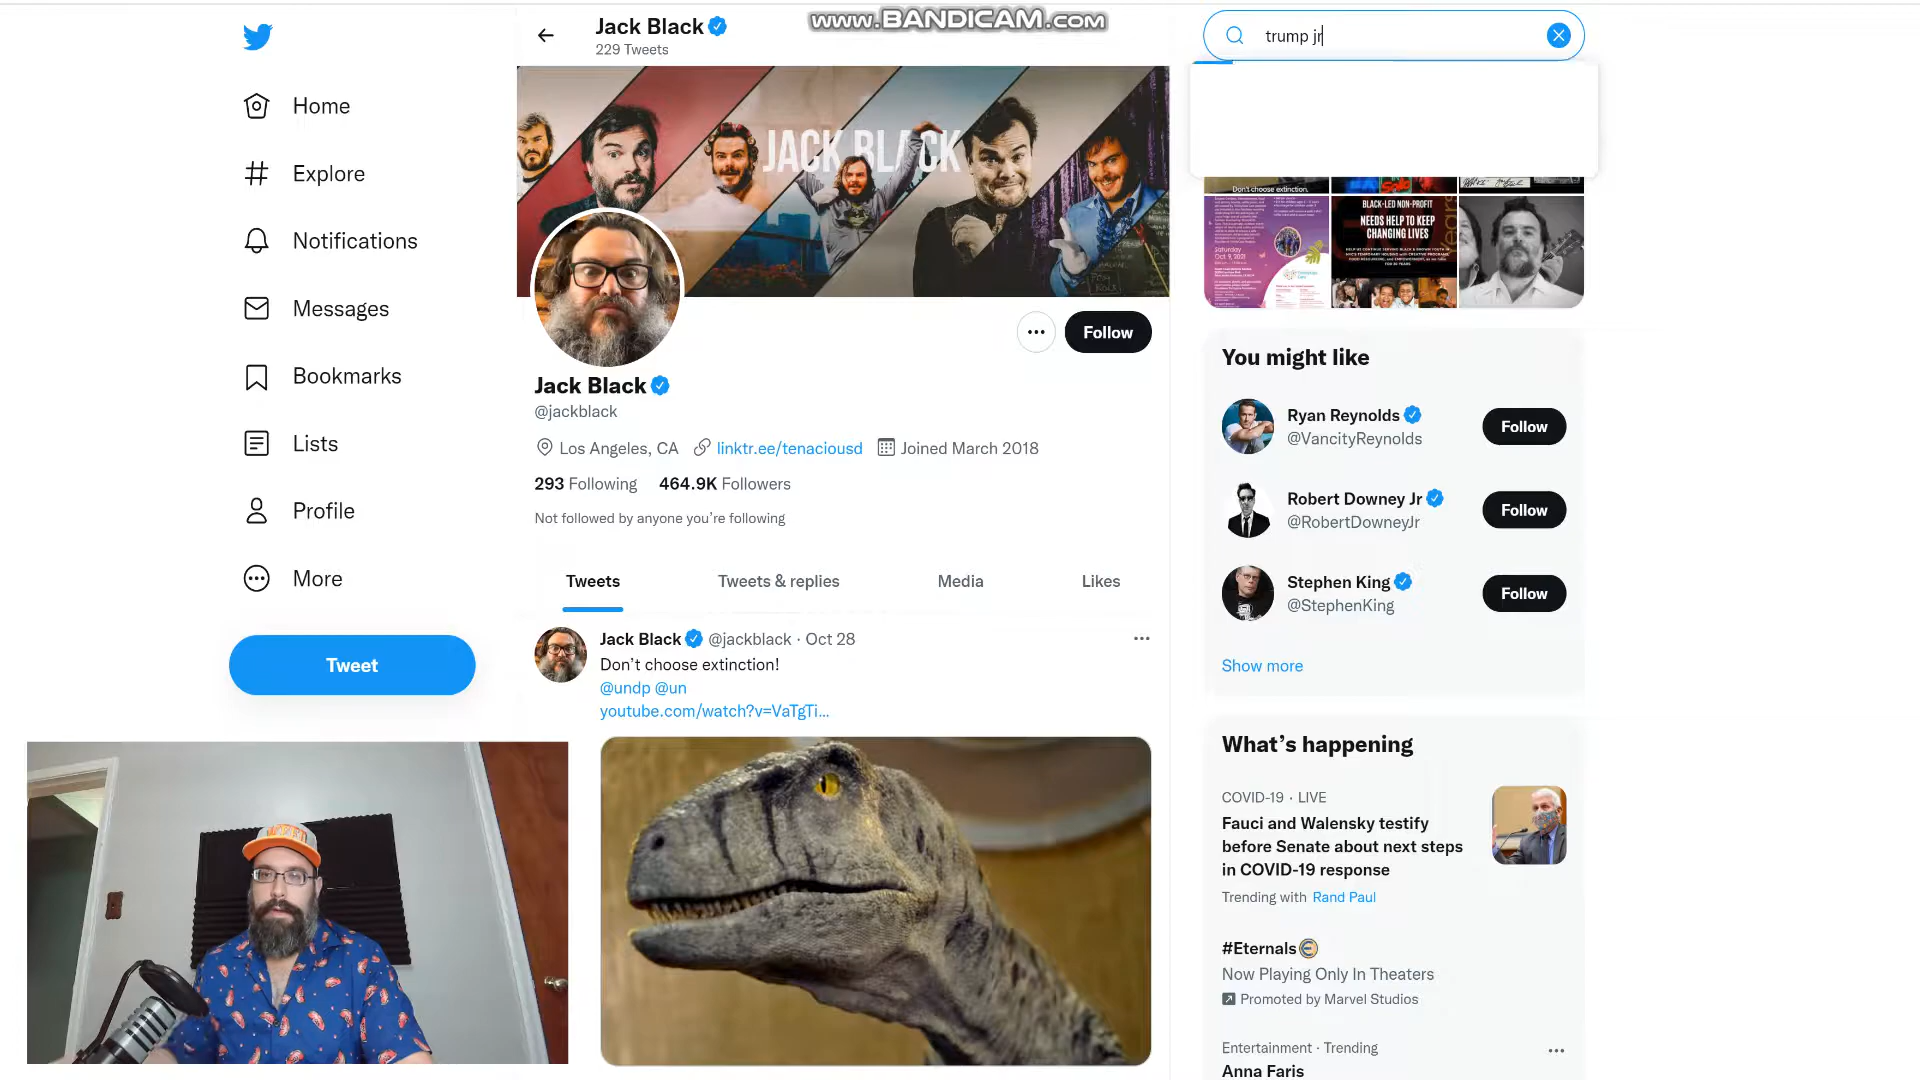 www.BANDICAM.com
Jack Black
229 Tweets
trump jr
Home
Explore
Notifications
Messages
Bookmarks
Lists
Profile
More
Tweet
JACK BLACK
Follow
Jack Black
@jackblack
Los Angeles, CA linktr.ee/tenaciousd Joined March 2018
293 Following 464.9K Followers
Not followed by anyone you're following
Tweets Tweets & replies Media Likes
Jack Black @jackblack · Oct 28
Don't choose extinction!
@undp @un
youtube.com/watch?v=VaTgTi...
Don't choose extinction.
BLACK-LED NON-PROFIT
NEEDS HELP TO KEEP
CHANGING LIVES
You might like
Ryan Reynolds
@VancityReynolds
Follow
Robert Downey Jr
@RobertDowneyJr
Follow
Stephen King
@StephenKing
Follow
Show more
What's happening
COVID-19 · LIVE
Fauci and Walensky testify
before Senate about next steps
in COVID-19 response
Trending with Rand Paul
#Eternals
Now Playing Only In Theaters
Promoted by Marvel Studios
Entertainment · Trending
Anna Faris